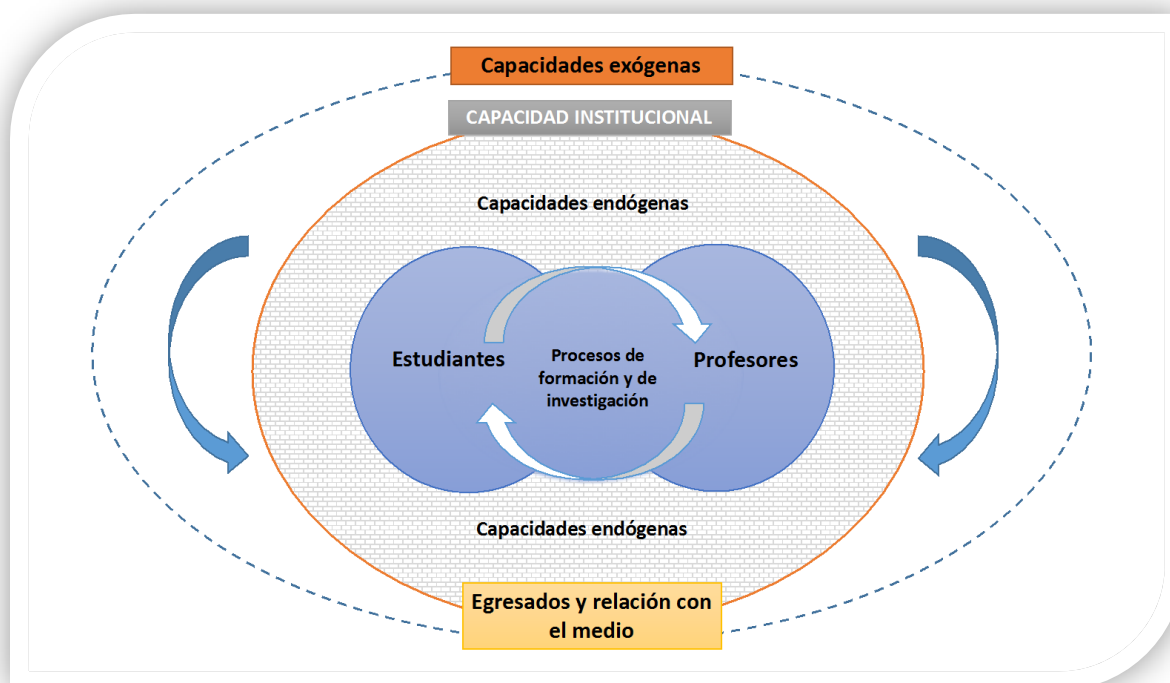 Capacidades exógenas
CAPACIDAD INSTITUCIONAL
Capacidades endógenas
Estudiantes
Procesos de
formación y de
investigación
Profesores
Capacidades endógenas
Egresados y relación con
el medio